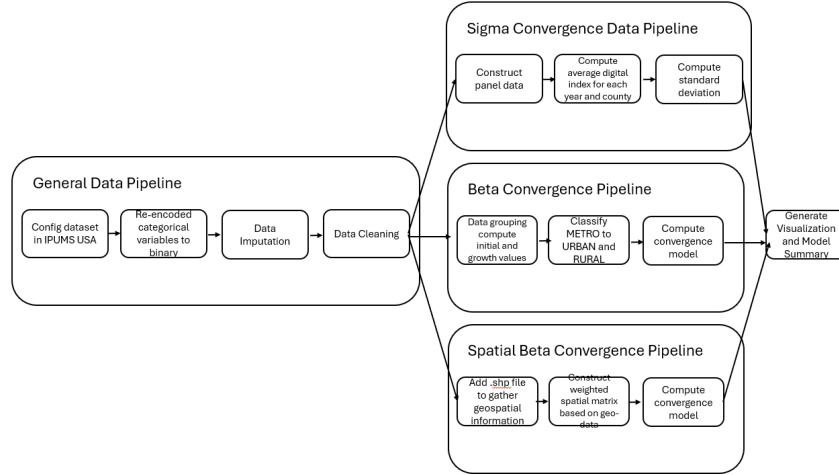 Sigma Convergence Data Pipeline
Construct
panel data
Compute
average digital
index for each
year and county
Compute
standard
deviation
General Data Pipeline
Config dataset
in IPUMS USA
Re-encoded
categorical
variables to
binary
Data
Imputation
Data Cleaning
Beta Convergence Pipeline
Data grouping
compute
initial and
growth values
Classify
METRO to
URBAN and
RURAL
Compute
convergence
model
Generate
Visualization
and Model
Summary
Spatial Beta Convergence Pipeline
Add .shp file
to gather
geospatial
information
Construct
weighted
spatial matrix
based on geo-
data
Compute
convergence
model